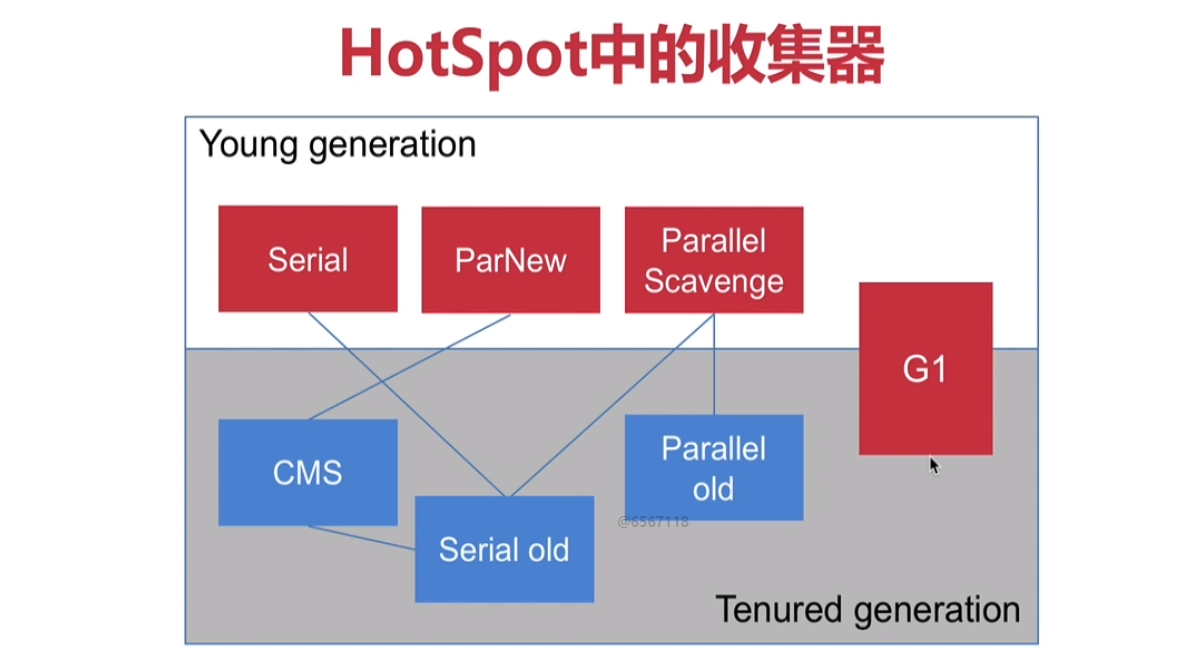 HotSpot中的收集器
Young generation
Serial
ParNew
Parallel
Scavenge
G1
CMS
Parallel
old
@6567118
Serial old
Tenured generation